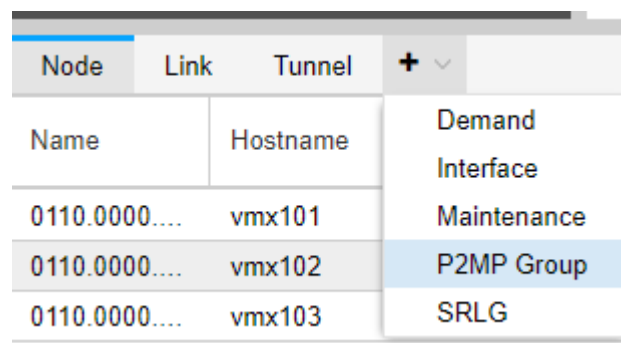 Node Link Tunnel +
Name Hostname
Demand
Interface
0110.0000.... vmx101 Maintenance
0110.0000.... vmx102 P2MP Group
0110.0000.... vmx103 SRLG